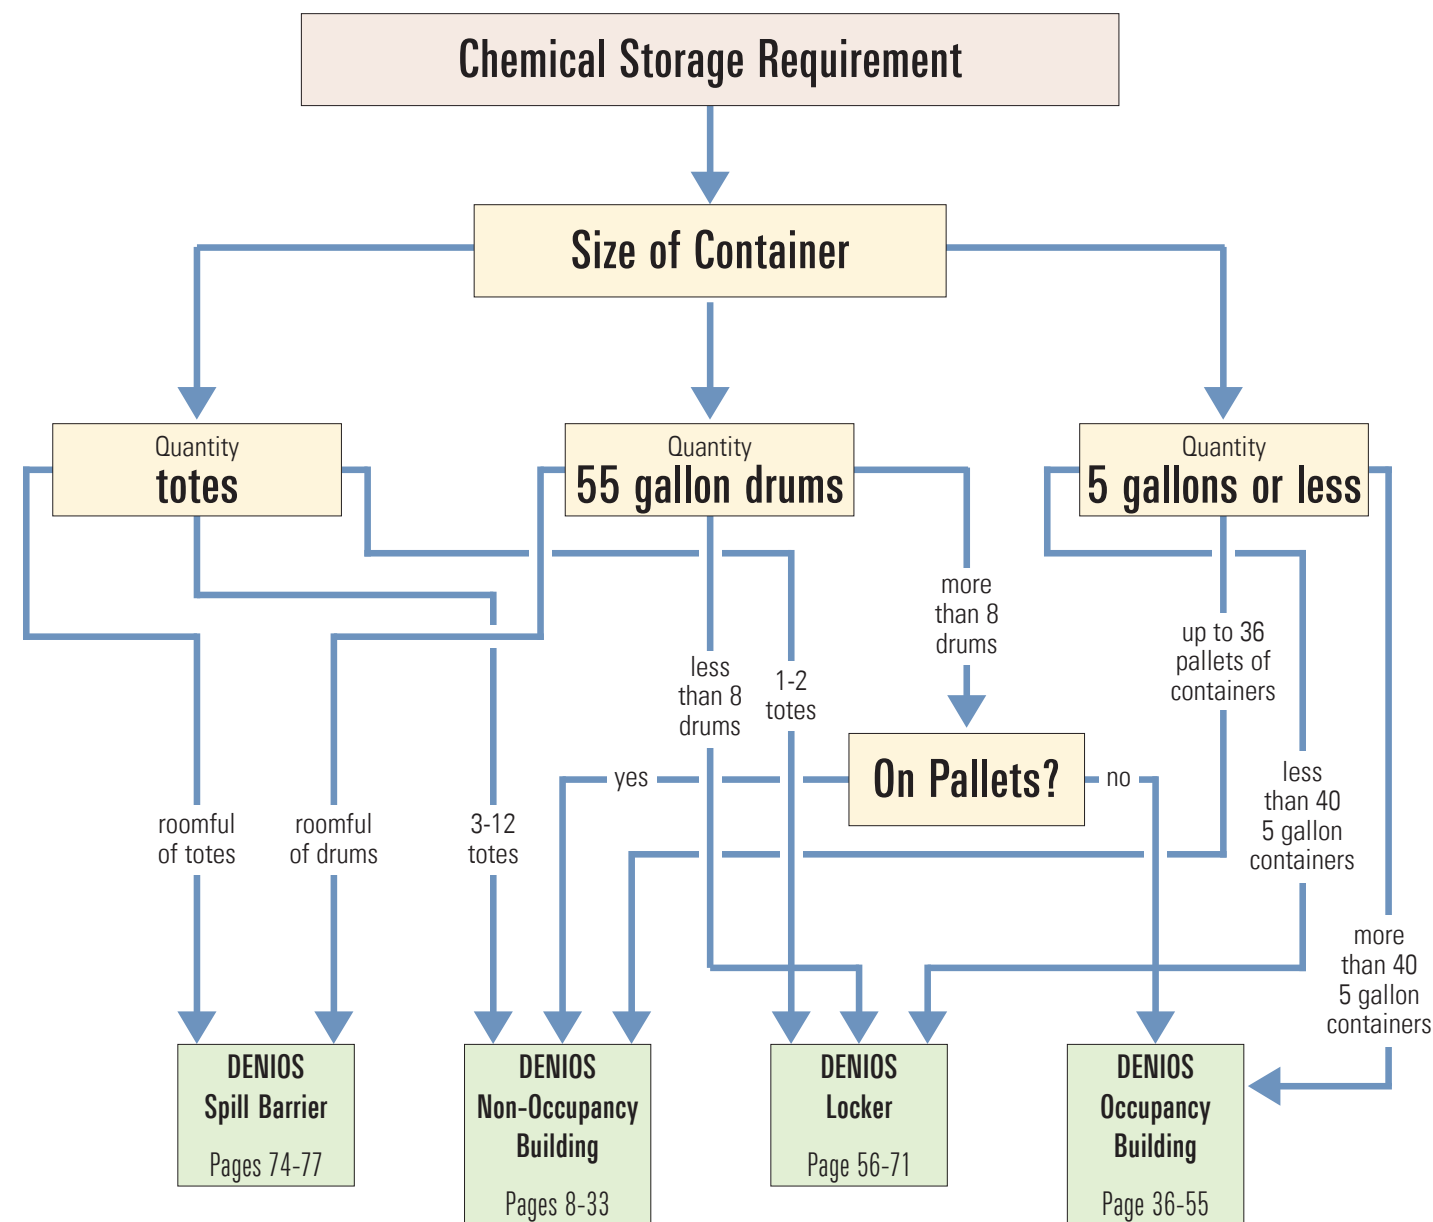 Chemical Storage Requirement
Size of Container
Quantity
totes
Quantity
55 gallon drums
Quantity
5 gallons or less
more
than 8
drums
up to 36
pallets of
containers
less
than 8
drums
1-2
totes
On Pallets?
yes
no
less
than 40
5 gallon
containers
roomful
of totes
roomful
of drums
3-12
totes
more
than 40
5 gallon
containers
DENIOS
Spill Barrier
Pages 74-77
DENIOS
Non-Occupancy
Building
Pages 8-33
DENIOS
Locker
Page 56-71
DENIOS
Occupancy
Building
Page 36-55